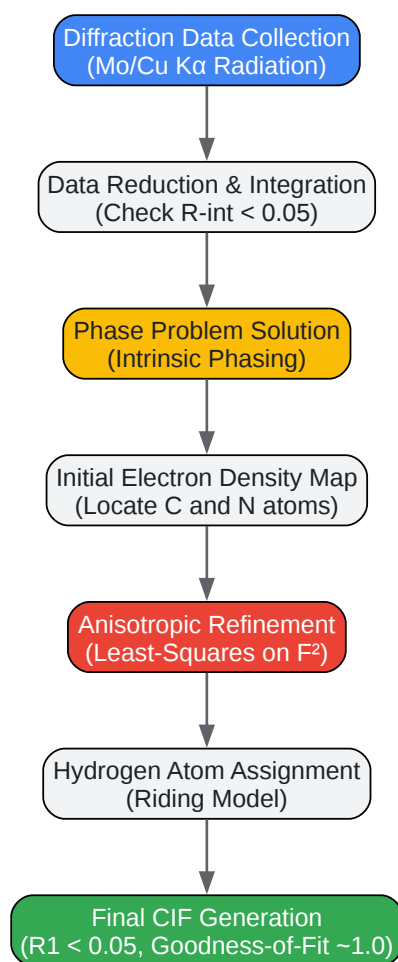 Diffraction Data Collection
(Mo/Cu Kα Radiation)
Data Reduction & Integration
(Check R-int < 0.05)
Phase Problem Solution
(Intrinsic Phasing)
Initial Electron Density Map
(Locate C and N atoms)
Anisotropic Refinement
(Least-Squares on F²)
Hydrogen Atom Assignment
(Riding Model)
Final CIF Generation
(R1 < 0.05, Goodness-of-Fit ~1.0)